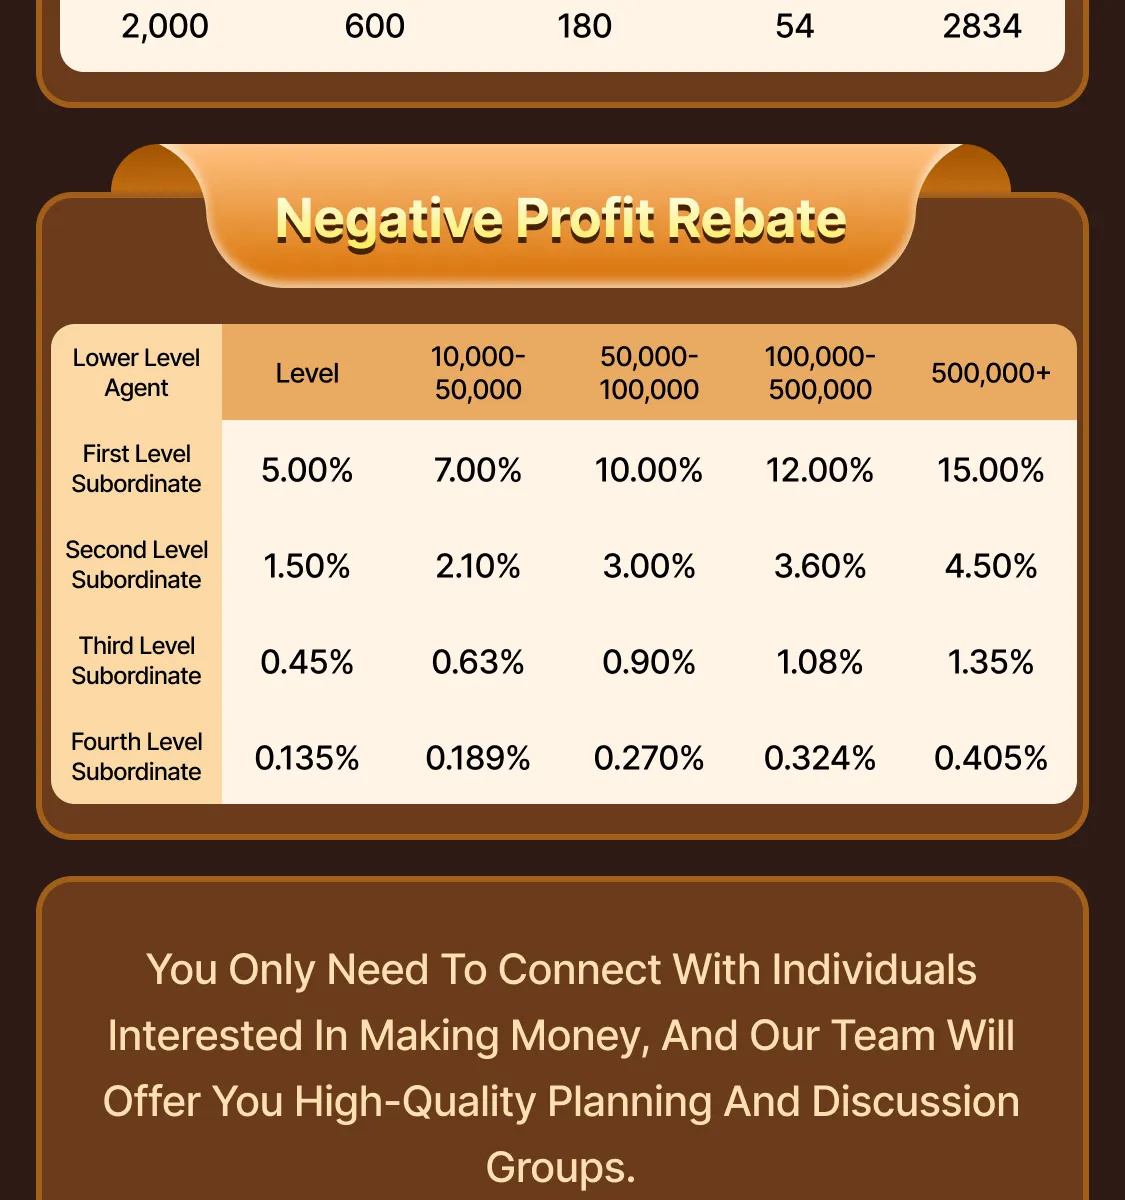 2,000 600 180 54 2834
Negative Profit Rebate
Lower Level
Agent
Level
10,000-
50,000
50,000-
100,000
100,000-
500,000
500,000+
First Level
Subordinate
5.00% 7.00% 10.00% 12.00% 15.00%
Second Level
Subordinate
1.50% 2.10% 3.00% 3.60% 4.50%
Third Level
Subordinate
0.45% 0.63% 0.90% 1.08% 1.35%
Fourth Level
Subordinate
0.135% 0.189% 0.270% 0.324% 0.405%
You Only Need To Connect With Individuals
Interested In Making Money, And Our Team Will
Offer You High-Quality Planning And Discussion
Groups.